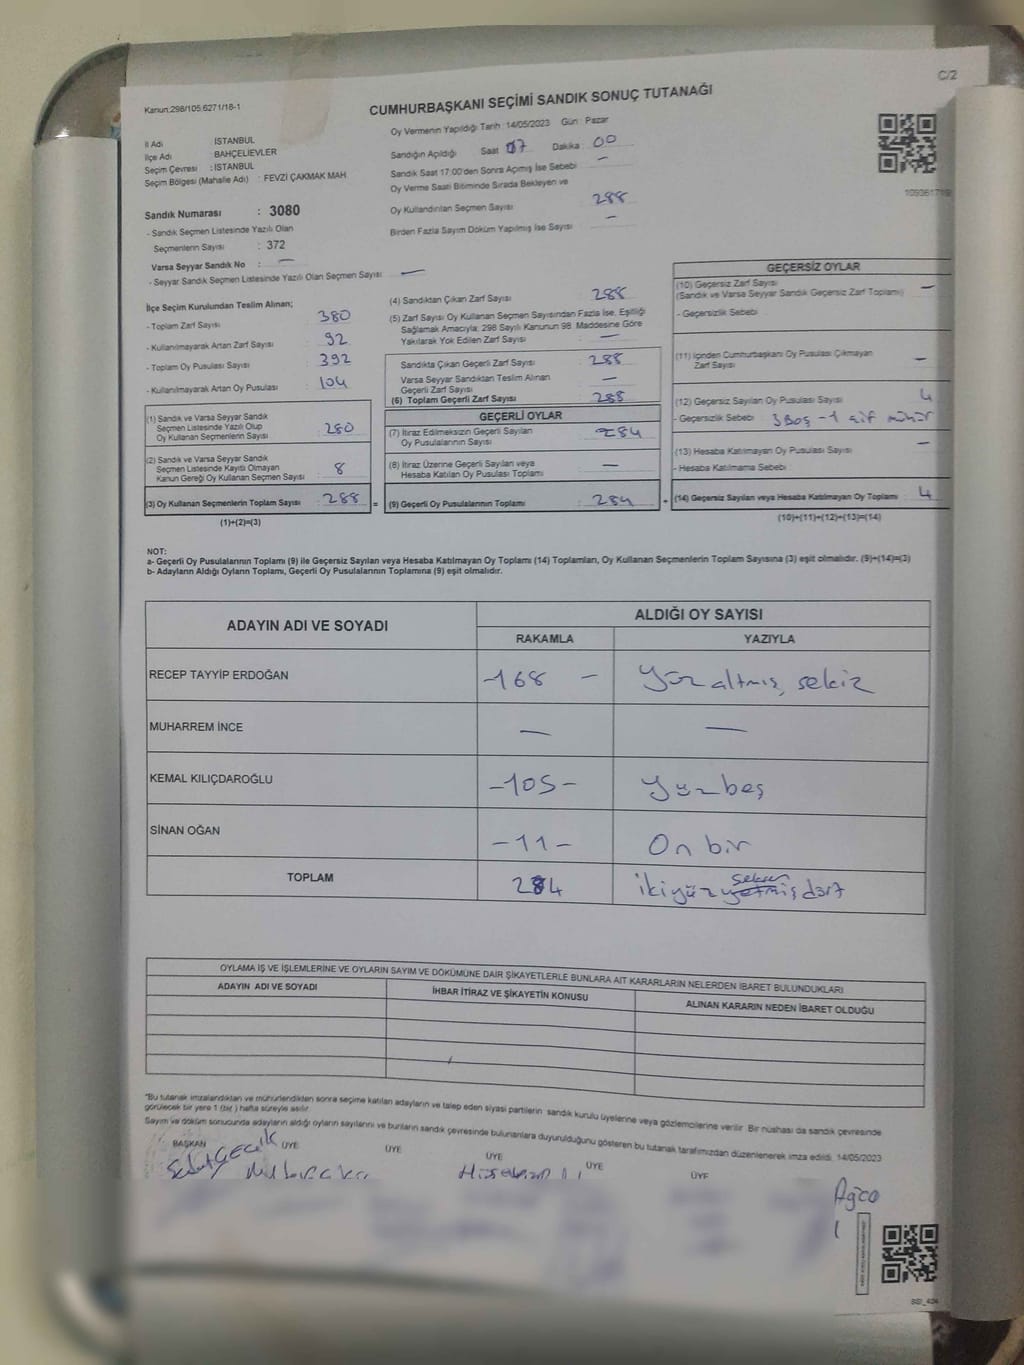 C/2
Kanun:298/105,6271/18-1
CUMHURBAŞKANI SEÇİMİ SANDIK SONUÇ TUTANAĞI
İl Adı İSTANBUL
İlçe Adı BAHÇELİEVLER
Seçim Çevresi : İSTANBUL
Seçim Bölgesi (Mahalle Adı) : FEVZİ ÇAKMAK MAH
Sandık Numarası : 3080
- Sandık Seçmen Listesinde Yazılı Olan
Seçmenlerin Sayısı : 372
Varsa Seyyar Sandık No : —
- Seyyar Sandık Seçmen Listesinde Yazılı Olan Seçmen Sayısı —
Oy Vermenin Yapıldığı Tarih : 14/05/2023 Gün : Pazar
Sandığın Açıldığı Saat 17 Dakika : 00
Sandık Saat 17:00'den Sonra Açılmış İse Sebebi —
Oy Verme Saati Bitiminde Sırada Bekleyen ve
Oy Kullandırılan Seçmen Sayısı 288
Birden Fazla Sayım Döküm Yapılmış İse Sayısı —
İlçe Seçim Kurulundan Teslim Alınan;
- Toplam Zarf Sayısı 380
- Kullanılmayarak Artan Zarf Sayısı 92
- Toplam Oy Pusulası Sayısı 392
- Kullanılmayarak Artan Oy Pusulası 104
(1) Sandık ve Varsa Seyyar Sandık
Seçmen Listesinde Yazılı Olup
Oy Kullanan Seçmenlerin Sayısı 280
(2) Sandık ve Varsa Seyyar Sandık
Seçmen Listesinde Kayıtlı Olmayan
Kanun Gereği Oy Kullanan Seçmen Sayısı 8
(3) Oy Kullanan Seçmenlerin Toplam Sayısı : 288 =
(1)+(2)=(3)
(4) Sandıktan Çıkan Zarf Sayısı 288
(5) Zarf Sayısı Oy Kullanan Seçmen Sayısından Fazla İse, Eşitliği
Sağlamak Amacıyla, 298 Sayılı Kanunun 98. Maddesine Göre
Yakılarak Yok Edilen Zarf Sayısı —
Sandıkta Çıkan Geçerli Zarf Sayısı 288
Varsa Seyyar Sandıktan Teslim Alınan
Geçerli Zarf Sayısı —
(6) Toplam Geçerli Zarf Sayısı 288
GEÇERLİ OYLAR
(7) İtiraz Edilmeksizin Geçerli Sayılan
Oy Pusulalarının Sayısı 284
(8) İtiraz Üzerine Geçerli Sayılan veya
Hesaba Katılan Oy Pusulası Toplamı —
(9) Geçerli Oy Pusulalarının Toplamı : 284 +
GEÇERSİZ OYLAR
(10) Geçersiz Zarf Sayısı
(Sandık ve Varsa Seyyar Sandık Geçersiz Zarf Toplamı) —
- Geçersizlik Sebebi
(11) İçinden Cumhurbaşkanı Oy Pusulası Çıkmayan
Zarf Sayısı —
(12) Geçersiz Sayılan Oy Pusulası Sayısı 4
- Geçersizlik Sebebi : 3 Boş - 1 çif mühür
(13) Hesaba Katılmayan Oy Pusulası Sayısı —
- Hesaba Katılmama Sebebi
(14) Geçersiz Sayılan veya Hesaba Katılmayan Oy Toplamı 4
(10)+(11)+(12)+(13)=(14)
NOT:
a- Geçerli Oy Pusulalarının Toplamı (9) ile Geçersiz Sayılan veya Hesaba Katılmayan Oy Toplamı (14) Toplamları, Oy Kullanan Seçmenlerin Toplam Sayısına (3) eşit olmalıdır. (9)+(14)=(3)
b- Adayların Aldığı Oyların Toplamı, Geçerli Oy Pusulalarının Toplamına (9) eşit olmalıdır.
ADAYIN ADI VE SOYADI
ALDIĞI OY SAYISI
RAKAMLA YAZIYLA
RECEP TAYYİP ERDOĞAN -168 - Yüz altmış sekiz
MUHARREM İNCE — —
KEMAL KILIÇDAROĞLU -105- Yüz beş
SİNAN OĞAN -11- On bir
TOPLAM 284 iki yüz seksen dört
OYLAMA İŞ VE İŞLEMLERİNE VE OYLARIN SAYIM VE DÖKÜMÜNE DAİR ŞİKAYETLERLE BUNLARA AİT KARARLARIN NELERDEN İBARET BULUNDUKLARI
ADAYIN ADI VE SOYADI İHBAR İTİRAZ VE ŞİKAYETİN KONUSU ALINAN KARARIN NEDEN İBARET OLDUĞU
"Bu tutanak imzalandıktan ve mühürlendikten sonra seçime katılan adayların ve talep eden siyasi partilerin sandık kurulu üyelerine veya gözlemcilerine verilir. Bir nüshası da sandık çevresinde
görülecek bir yere 1 (bir) hafta süreyle asılır.
Sayım ve döküm sonucunda adayların aldığı oyların sayılarını ve bunların sandık çevresinde bulunanlara duyurulduğunu gösteren bu tutanak tarafımızdan düzenlenerek imza edildi. 14/05/2023
BAŞKAN ÜYE ÜYE ÜYE ÜYE ÜYE